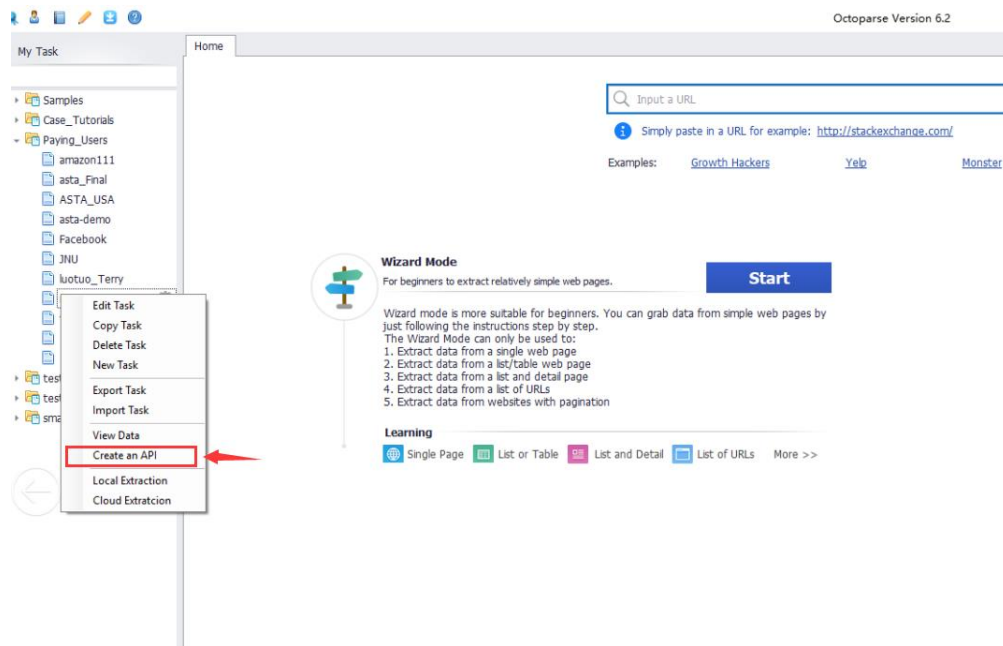 Octoparse Version 6.2
My Task
Home
Samples
Case_Tutorials
Paying_Users
amazon111
asta_Final
ASTA_USA
asta-demo
Facebook
JNU
luotuo_Terry
tes
tes
sma
Edit Task
Copy Task
Delete Task
New Task
Export Task
Import Task
View Data
Create an API
Local Extraction
Cloud Extratcion
Input a URL
Simply paste in a URL for example: http://stackexchange.com/
Examples: Growth Hackers Yelp Monster
Wizard Mode
For beginners to extract relatively simple web pages.
Start
Wizard mode is more suitable for beginners. You can grab data from simple web pages by
just following the instructions step by step.
The Wizard Mode can only be used to:
1. Extract data from a single web page
2. Extract data from a list/table web page
3. Extract data from a list and detail page
4. Extract data from a list of URLs
5. Extract data from websites with pagination
Learning
Single Page List or Table List and Detail List of URLs More >>